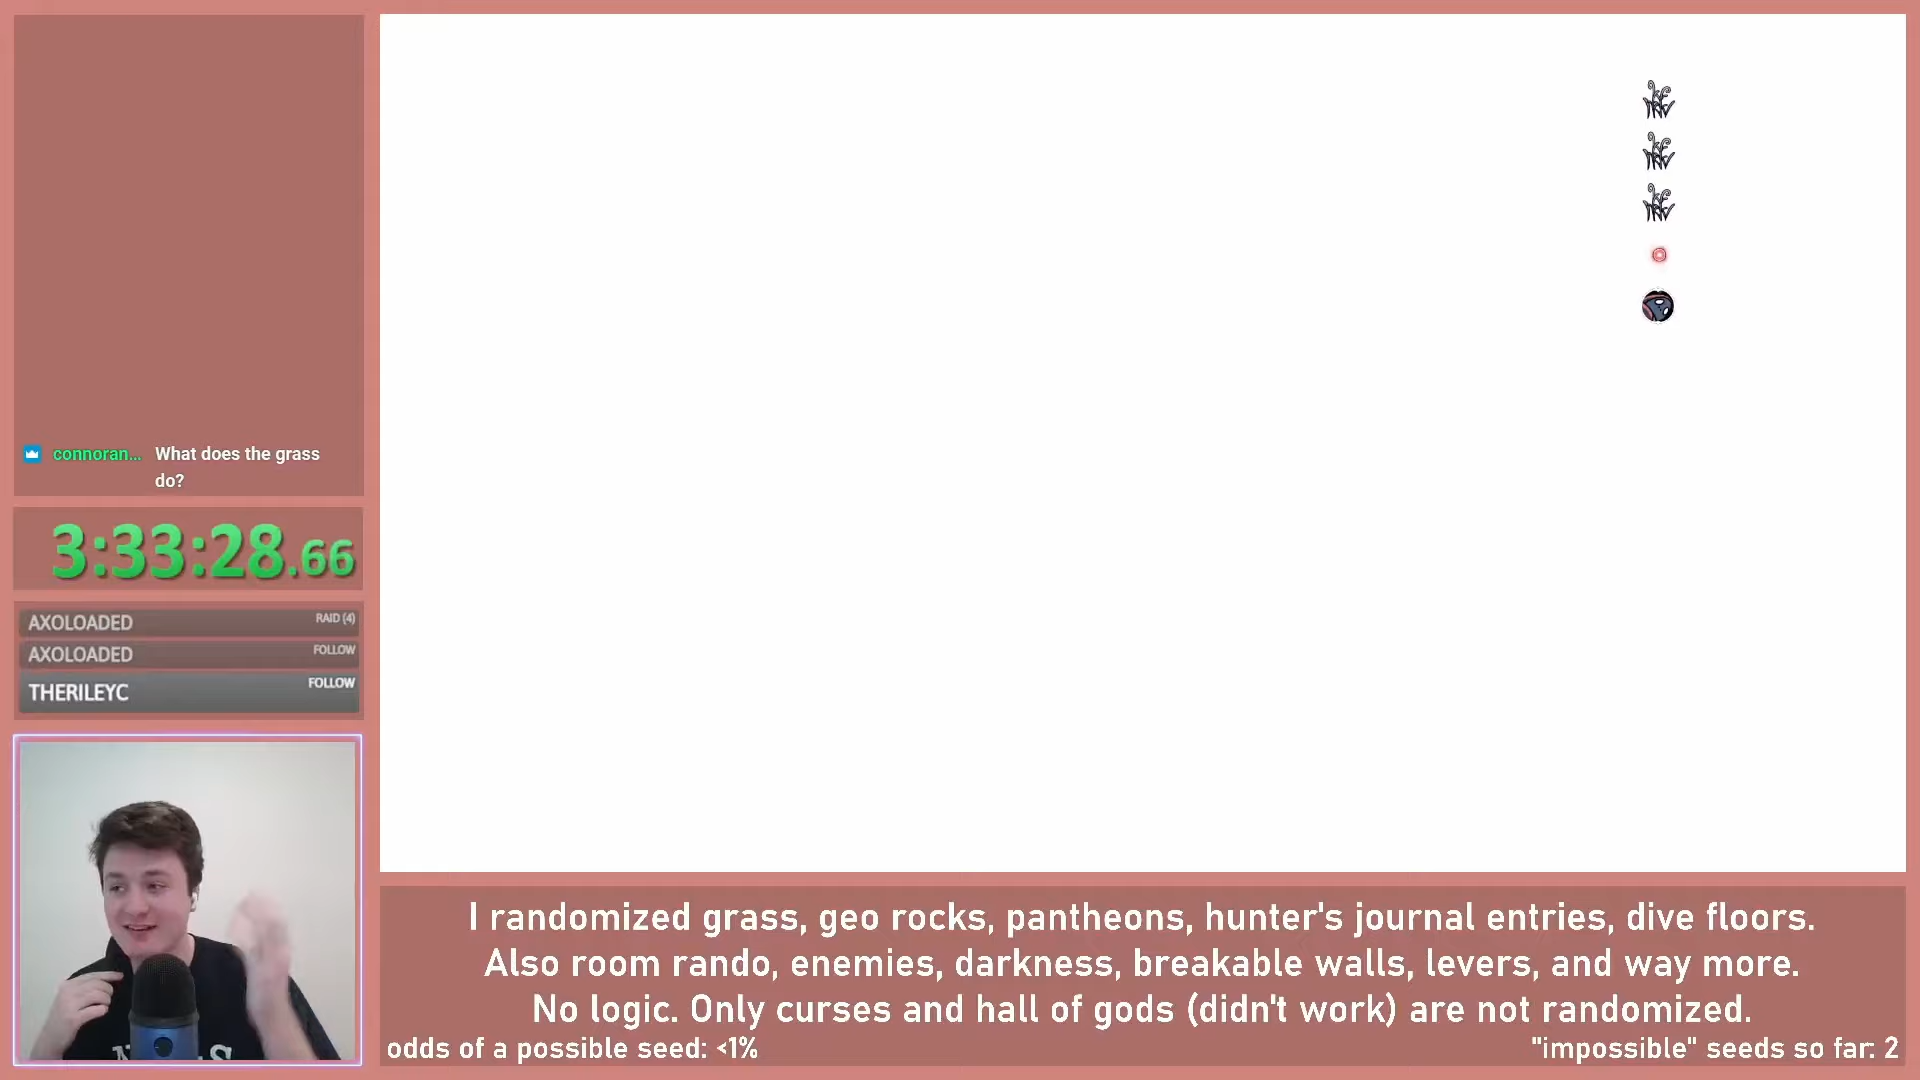 connoran... What does the grass
do?
3:33:28.66
AXOLOADED RAID (4)
AXOLOADED FOLLOW
THERILEYC FOLLOW
I randomized grass, geo rocks, pantheons, hunter's journal entries, dive floors.
Also room rando, enemies, darkness, breakable walls, levers, and way more.
No logic. Only curses and hall of gods (didn't work) are not randomized.
odds of a possible seed: <1%
"impossible" seeds so far: 2